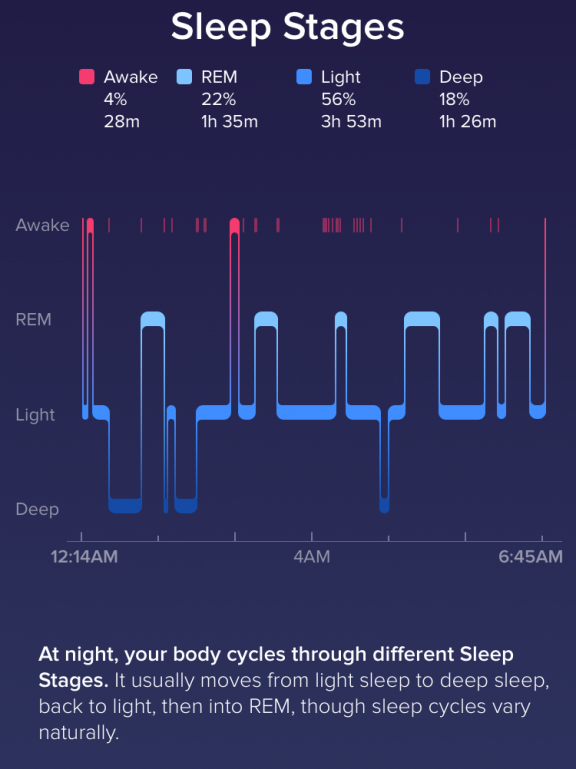 Sleep Stages
Awake REM Light Deep
4% 22% 56% 18%
28m 1h 35m 3h 53m 1h 26m
Awake
REM
Light
Deep
12:14AM 4AM 6:45AM
At night, your body cycles through different Sleep
Stages. It usually moves from light sleep to deep sleep,
back to light, then into REM, though sleep cycles vary
naturally.